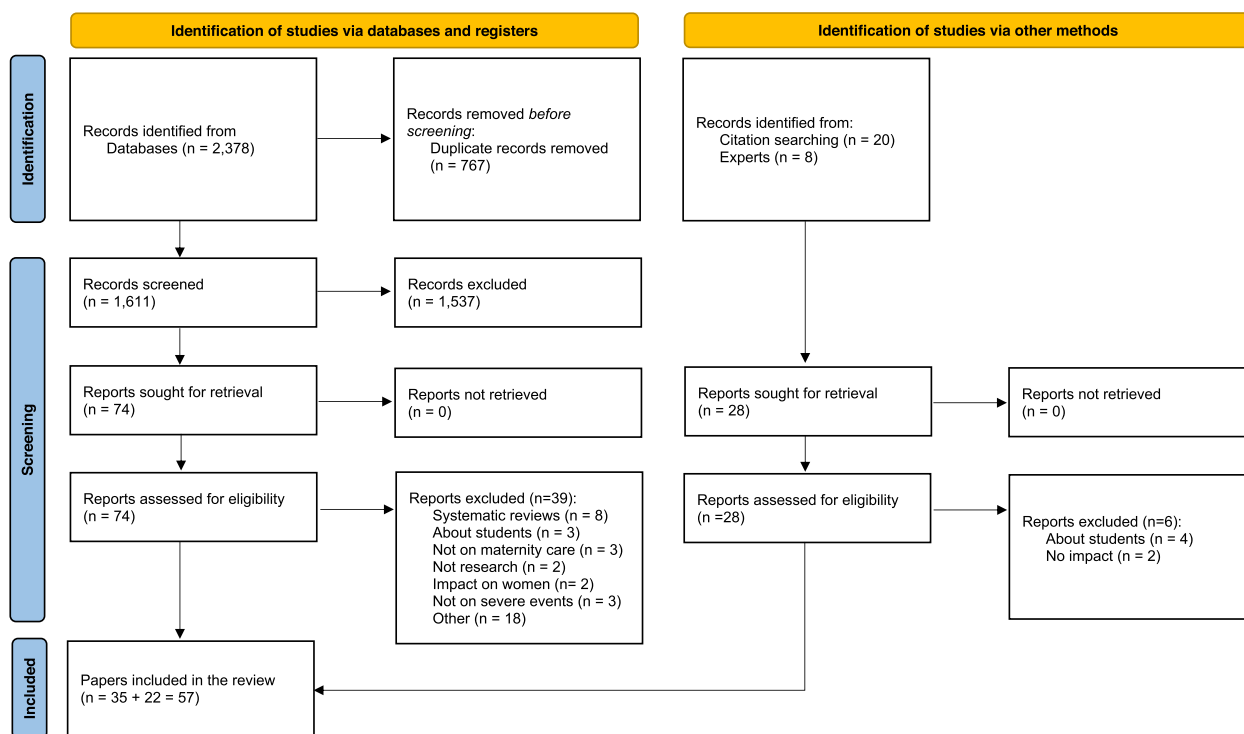 Identification of studies via databases and registers
Identification of studies via other methods
Identification
Records identified from
Databases (n = 2,378)
Records removed before
screening:
Duplicate records removed
(n = 767)
Records identified from:
Citation searching (n = 20)
Experts (n = 8)
Screening
Records screened
(n = 1,611)
Records excluded
(n = 1,537)
Reports sought for retrieval
(n = 74)
Reports not retrieved
(n = 0)
Reports sought for retrieval
(n = 28)
Reports not retrieved
(n = 0)
Reports assessed for eligibility
(n = 74)
Reports excluded (n=39):
Systematic reviews (n = 8)
About students (n = 3)
Not on maternity care (n = 3)
Not research (n = 2)
Impact on women (n= 2)
Not on severe events (n = 3)
Other (n = 18)
Reports assessed for eligibility
(n =28)
Reports excluded (n=6):
About students (n = 4)
No impact (n = 2)
Included
Papers included in the review
(n = 35 + 22 = 57)